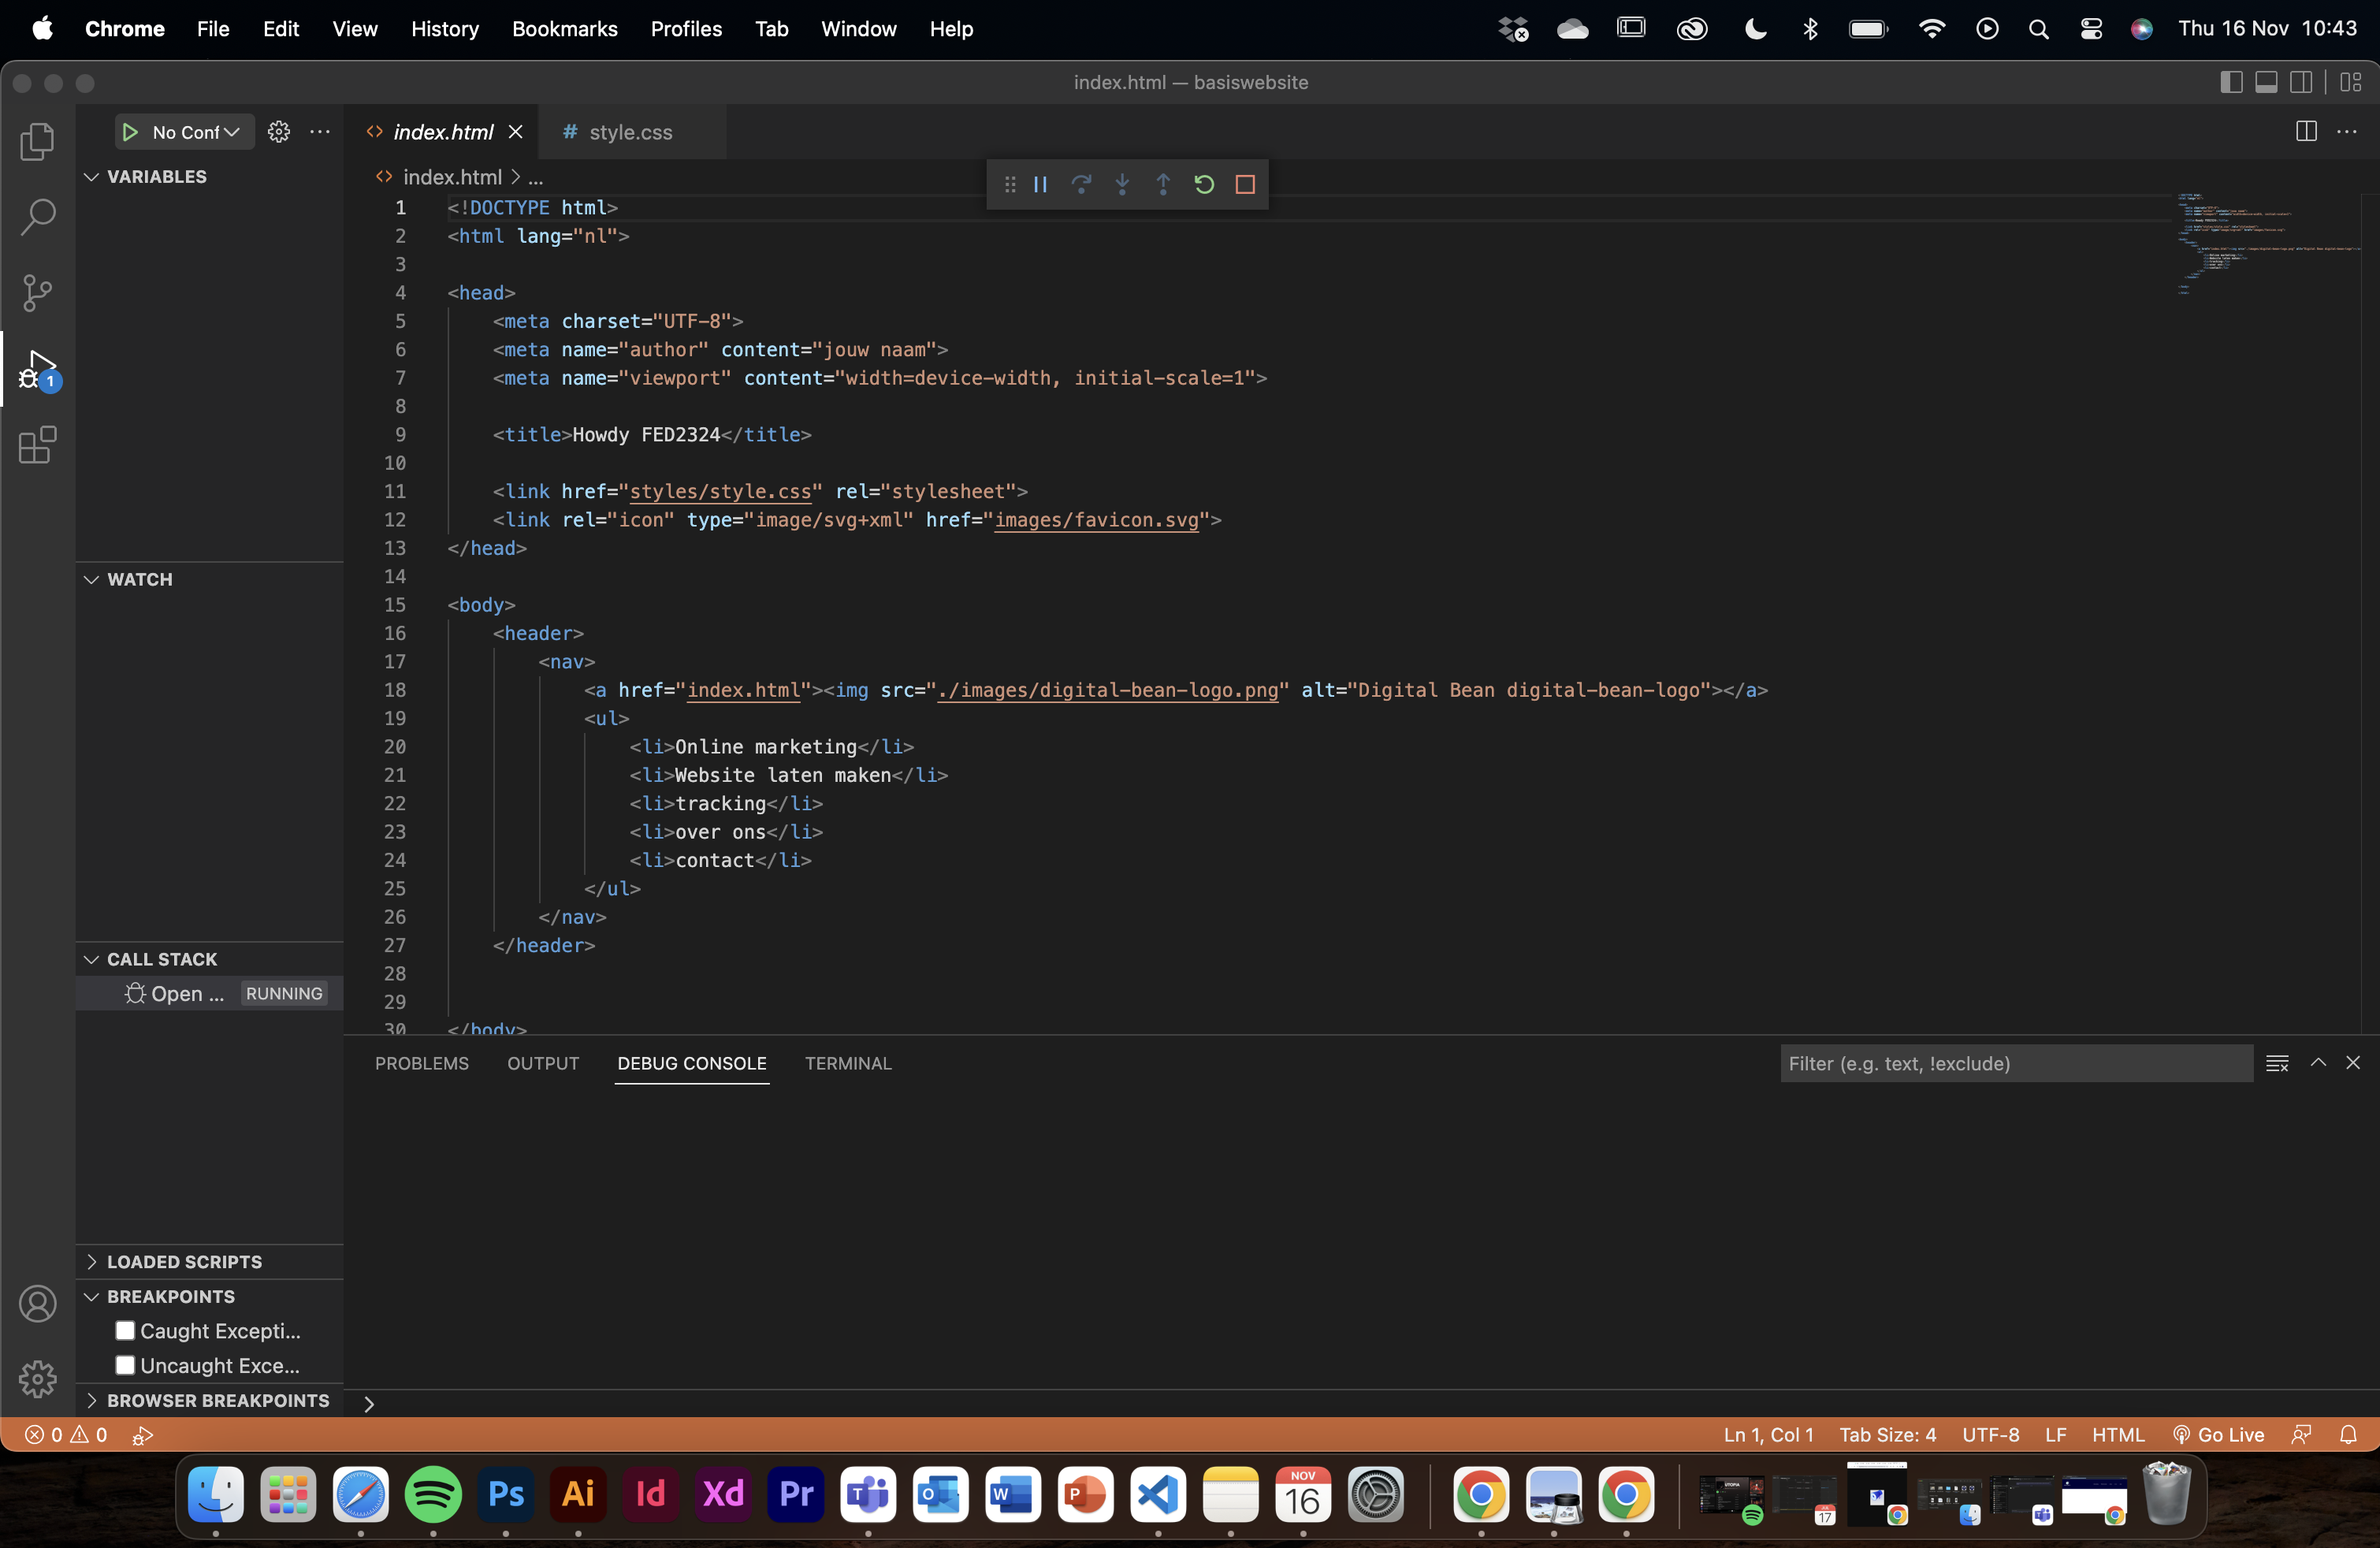 Chrome File Edit View History Bookmarks Profiles Tab Window Help Thu 16 Nov 10:43
index.html — basiswebsite
No Conf
index.html
# style.css
VARIABLES
index.html > ...
1 <!DOCTYPE html>
2 <html lang="nl">
3
4 <head>
5 <meta charset="UTF-8">
6 <meta name="author" content="jouw naam">
7 <meta name="viewport" content="width=device-width, initial-scale=1">
8
9 <title>Howdy FED2324</title>
10
11 <link href="styles/style.css" rel="stylesheet">
12 <link rel="icon" type="image/svg+xml" href="images/favicon.svg">
13 </head>
14
15 <body>
16 <header>
17 <nav>
18 <a href="index.html"><img src="./images/digital-bean-logo.png" alt="Digital Bean digital-bean-logo"></a>
19 <ul>
20 <li>Online marketing</li>
21 <li>Website laten maken</li>
22 <li>tracking</li>
23 <li>over ons</li>
24 <li>contact</li>
25 </ul>
26 </nav>
27 </header>
28
29
30 </body>
1
WATCH
CALL STACK
Open ... RUNNING
LOADED SCRIPTS
BREAKPOINTS
Caught Excepti...
Uncaught Exce...
BROWSER BREAKPOINTS
PROBLEMS OUTPUT DEBUG CONSOLE TERMINAL
Filter (e.g. text, !exclude)
0 0
Ln 1, Col 1 Tab Size: 4 UTF-8 LF HTML Go Live
Ps Ai Id Xd Pr
O W P
NOV
16
17